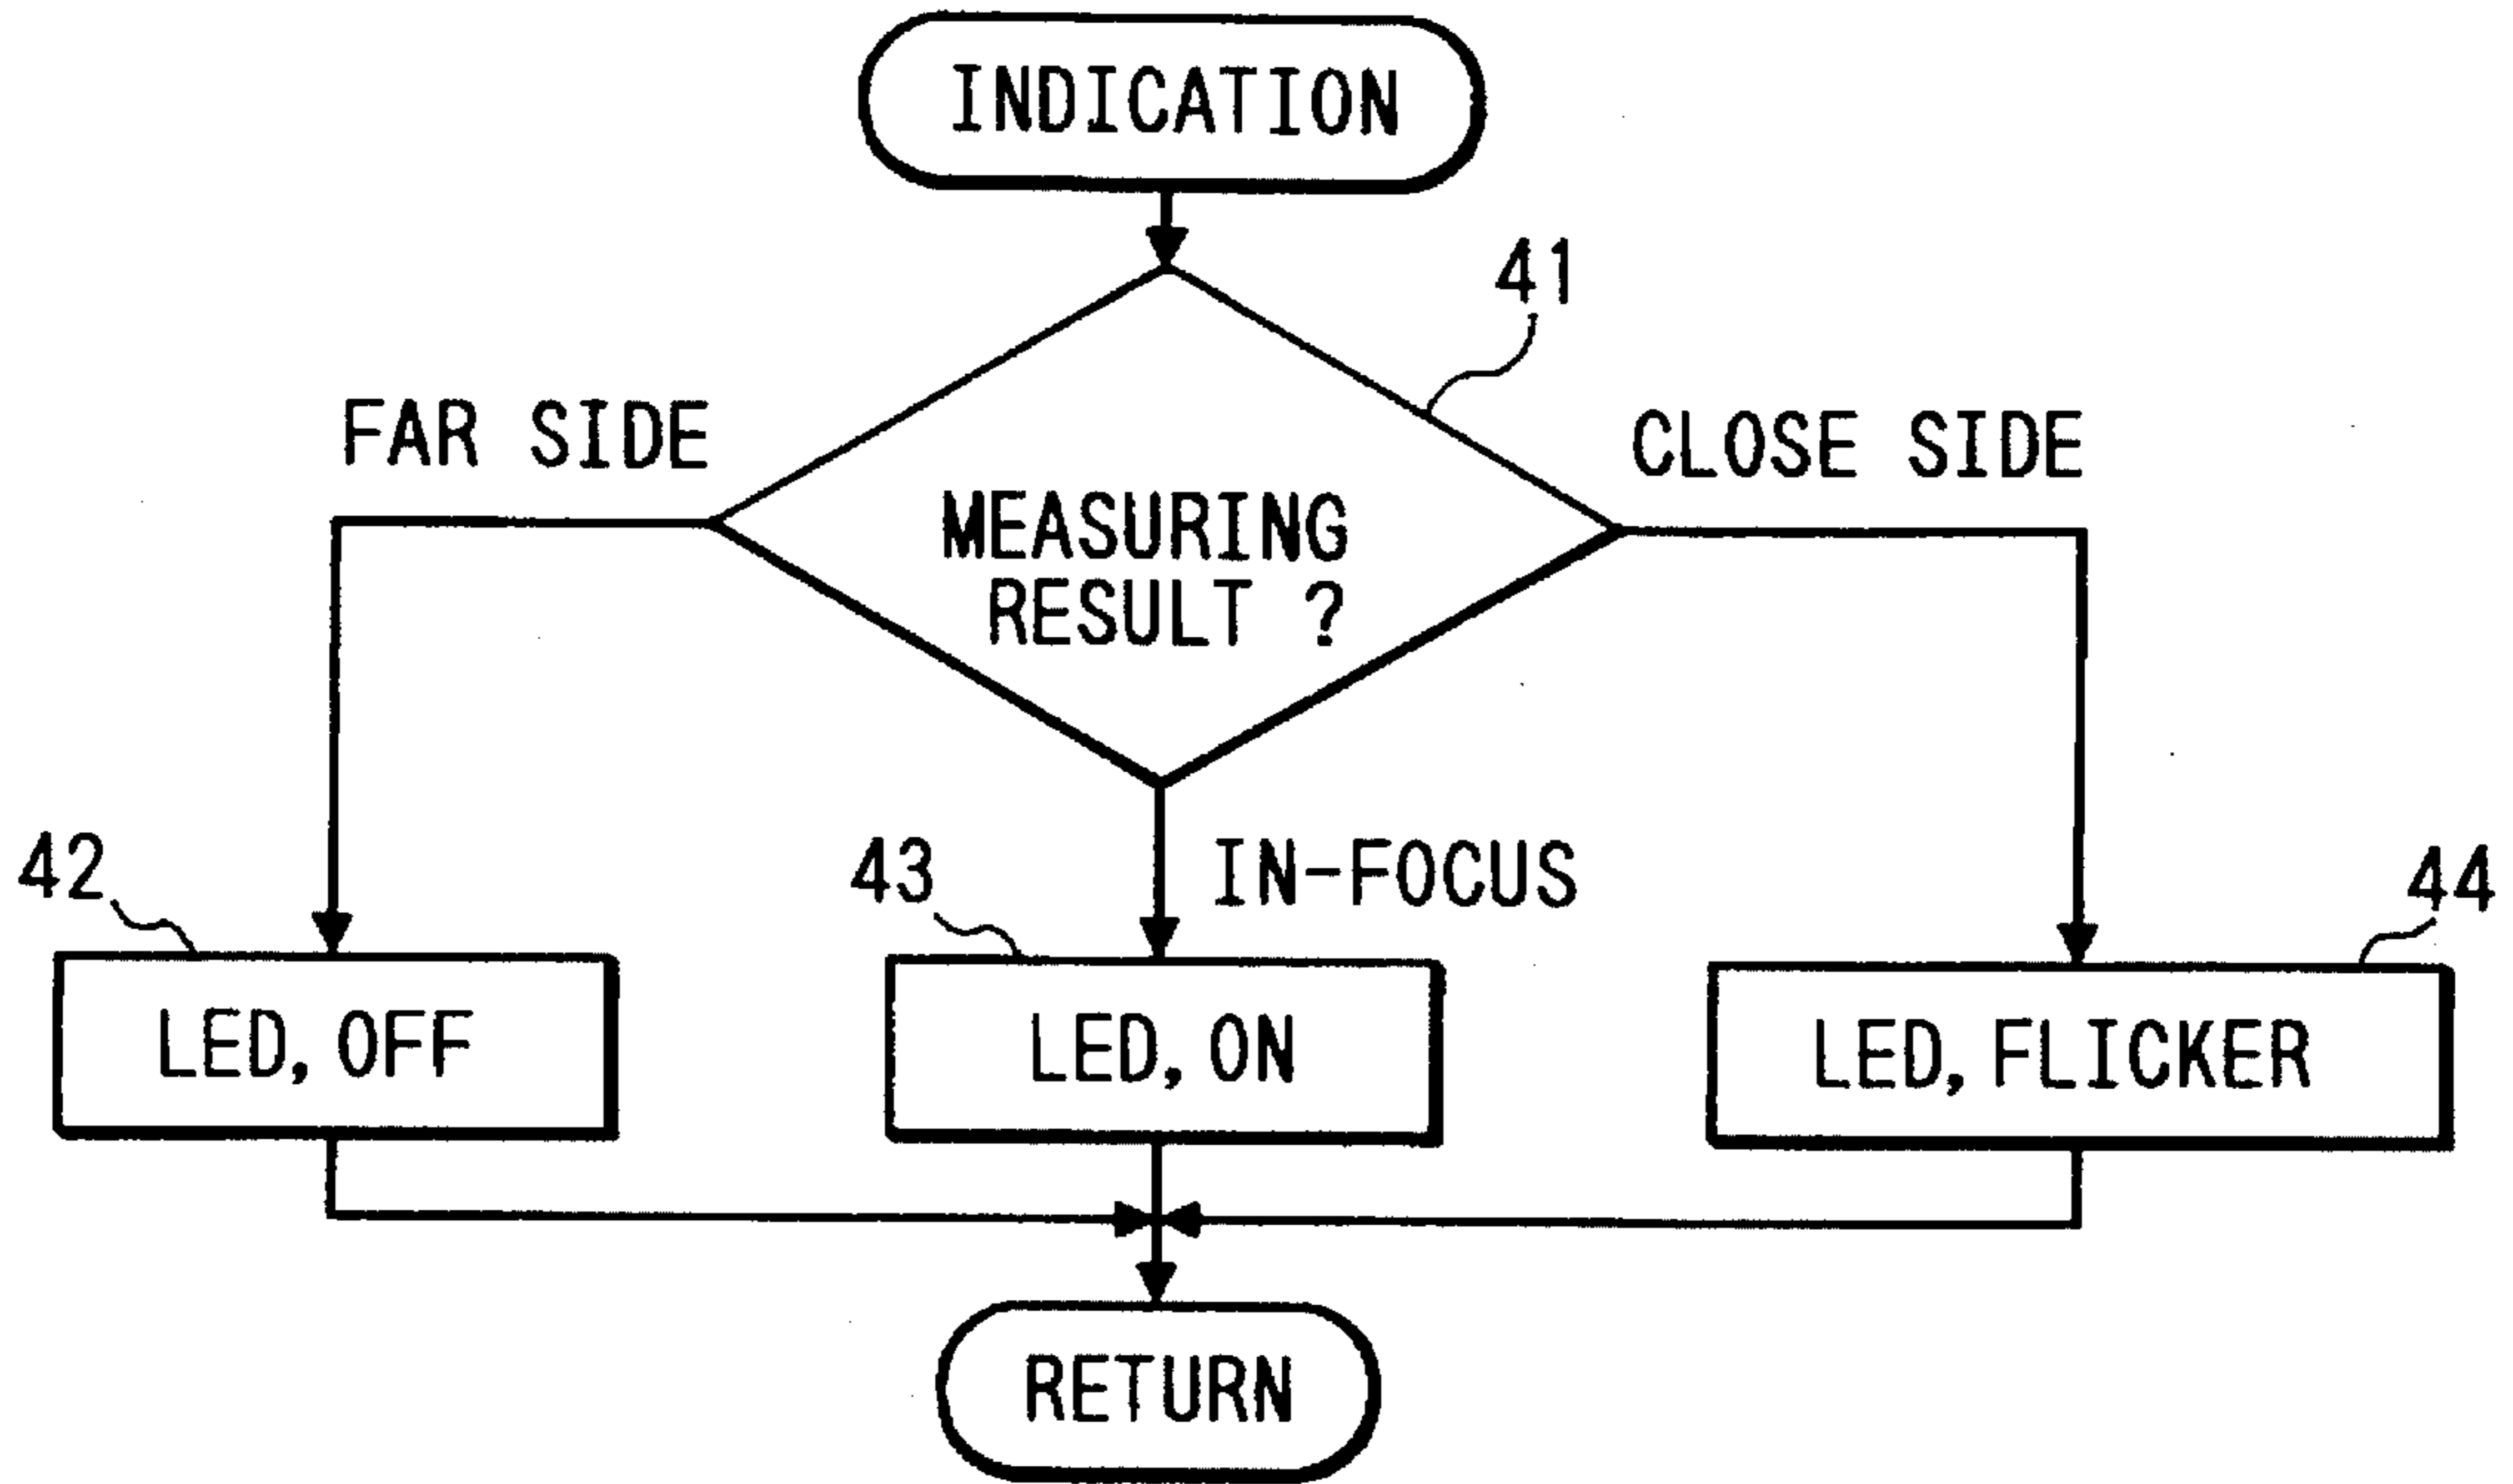 INDICATION
41
FAR SIDE
CLOSE SIDE
MEASURING
RESULT ?
42
43
IN-FOCUS
44
LED, OFF
LED, ON
LED, FLICKER
RETURN